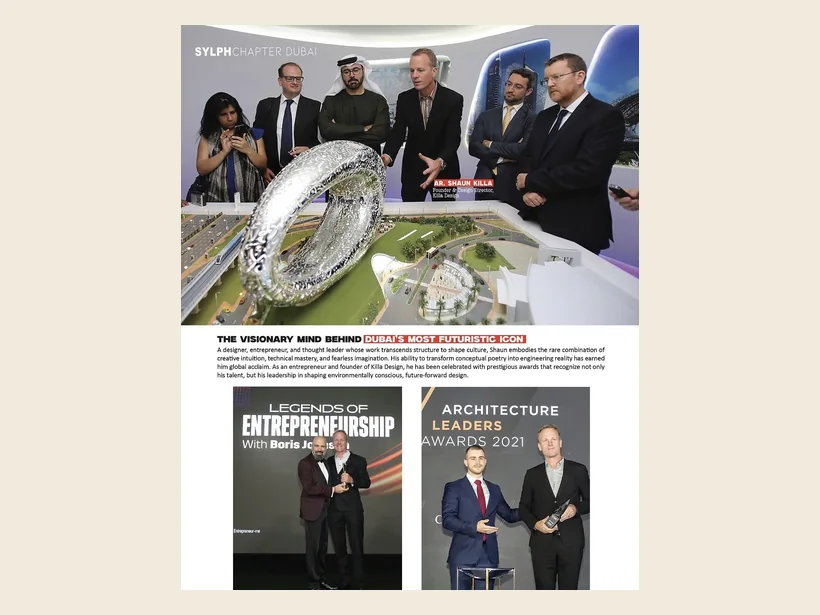 SYLPHCHAPTER DUBAI
AR. SHAUN KILLA
Founder & Design Director,
Killa Design
THE VISIONARY MIND BEHIND DUBAI'S MOST FUTURISTIC ICON
A designer, entrepreneur, and thought leader whose work transcends structure to shape culture, Shaun embodies the rare combination of
creative intuition, technical mastery, and fearless imagination. His ability to transform conceptual poetry into engineering reality has earned
him global acclaim. As an entrepreneur and founder of Killa Design, he has been celebrated with prestigious awards that recognize not only
his talent, but his leadership in shaping environmentally conscious, future-forward design.
LEGENDS OF
ENTREPRENEURSHIP
With Boris
ARCHITECTURE
LEADERS
AWARDS 2021